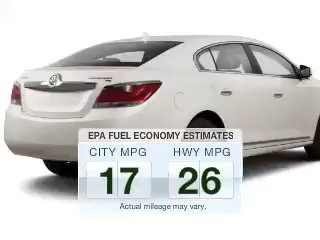 EPA FUEL ECONOMY ESTIMATES
CITY MPG HWY MPG
17 26
Actual mileage may vary.